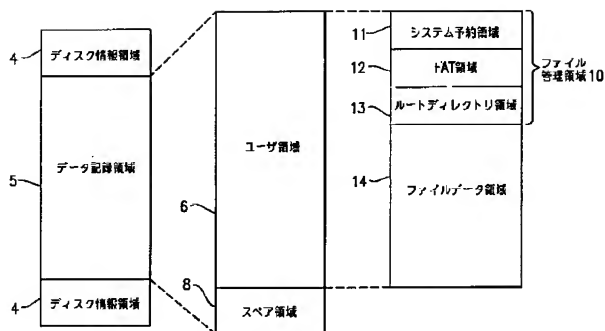 4
ディスク情報領域
5
データ記録領域
4
ディスク情報領域
6
ユーザ領域
8
スペア領域
11
システム予約領域
12
FAT領域
13
ルートディレクトリ領域
14
ファイルデータ領域
ファイル
管理領域10